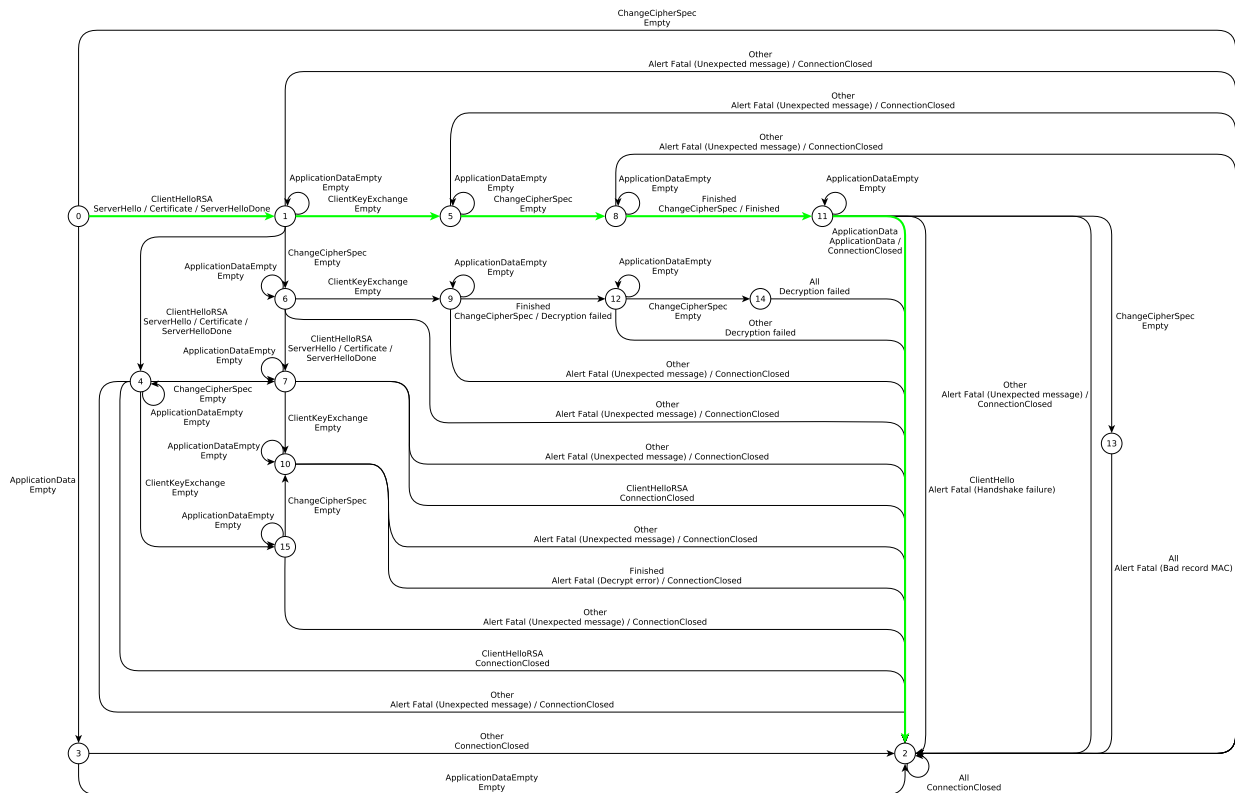 ChangeCipherSpec
Empty
Other
Alert Fatal (Unexpected message) / ConnectionClosed
Other
Alert Fatal (Unexpected message) / ConnectionClosed
Other
Alert Fatal (Unexpected message) / ConnectionClosed
ApplicationDataEmpty
Empty
ApplicationDataEmpty
Empty
ApplicationDataEmpty
Empty
ApplicationDataEmpty
Empty
ClientHelloRSA
ServerHello / Certificate / ServerHelloDone
ClientKeyExchange
Empty
ChangeCipherSpec
Empty
Finished
ChangeCipherSpec / Finished
0
1
5
8
11
ApplicationData
ApplicationData /
ConnectionClosed
ChangeCipherSpec
Empty
ApplicationDataEmpty
Empty
ClientKeyExchange
Empty
ApplicationDataEmpty
Empty
ApplicationDataEmpty
Empty
All
Decryption failed
6
9
12
14
Finished
ChangeCipherSpec / Decryption failed
ChangeCipherSpec
Empty
Other
Decryption failed
ChangeCipherSpec
Empty
ClientHelloRSA
ServerHello / Certificate /
ServerHelloDone
ClientHelloRSA
ServerHello / Certificate /
ServerHelloDone
ApplicationDataEmpty
Empty
Other
Alert Fatal (Unexpected message) / ConnectionClosed
4
7
ChangeCipherSpec
Empty
ApplicationDataEmpty
Empty
Other
Alert Fatal (Unexpected message) / ConnectionClosed
Other
Alert Fatal (Unexpected message) /
ConnectionClosed
ClientKeyExchange
Empty
ApplicationDataEmpty
Empty
10
Other
Alert Fatal (Unexpected message) / ConnectionClosed
13
ApplicationData
Empty
ClientKeyExchange
Empty
ChangeCipherSpec
Empty
ClientHelloRSA
ConnectionClosed
ClientHello
Alert Fatal (Handshake failure)
ApplicationDataEmpty
Empty
15
Other
Alert Fatal (Unexpected message) / ConnectionClosed
All
Alert Fatal (Bad record MAC)
Finished
Alert Fatal (Decrypt error) / ConnectionClosed
Other
Alert Fatal (Unexpected message) / ConnectionClosed
ClientHelloRSA
ConnectionClosed
Other
Alert Fatal (Unexpected message) / ConnectionClosed
3
Other
ConnectionClosed
2
ApplicationDataEmpty
Empty
All
ConnectionClosed